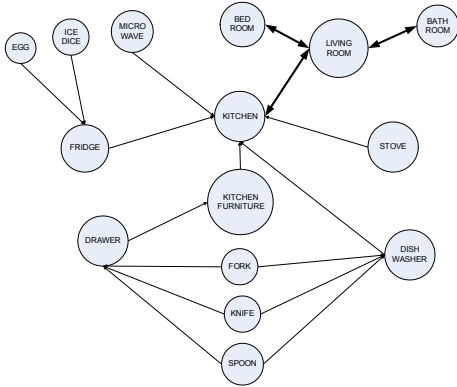 EGG
ICE
DICE
MICRO
WAVE
BED
ROOM
LIVING
ROOM
BATH
ROOM
FRIDGE
KITCHEN
STOVE
KITCHEN
FURNITURE
DRAWER
FORK
DISH
WASHER
KNIFE
SPOON